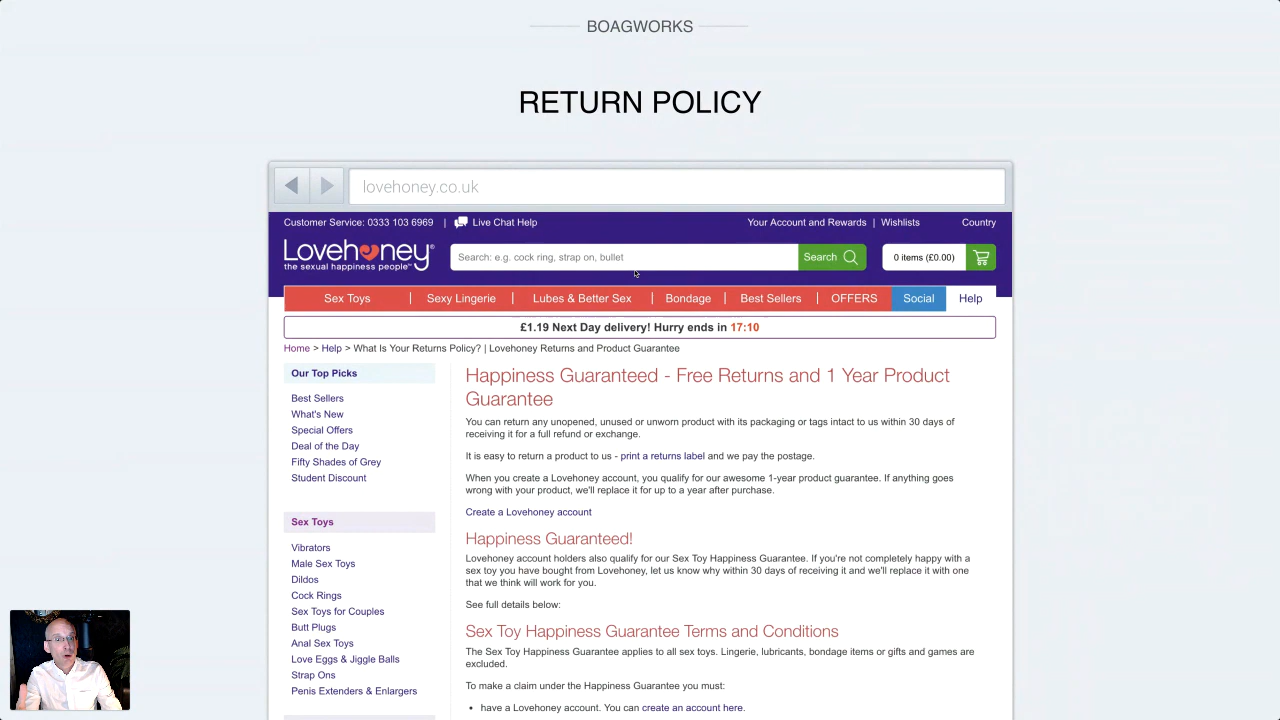 BOAGWORKS
RETURN POLICY
lovehoney.co.uk
Customer Service: 0333 103 6969 | Live Chat Help
Your Account and Rewards | Wishlists
Country
Lovehoney®
the sexual happiness people™
Search: e.g. cock ring, strap on, bullet
Search
0 items (£0.00)
Sex Toys | Sexy Lingerie | Lubes & Better Sex | Bondage | Best Sellers | OFFERS Social Help
£1.19 Next Day delivery! Hurry ends in 17:10
Home > Help > What Is Your Returns Policy? | Lovehoney Returns and Product Guarantee
Our Top Picks
Best Sellers
What's New
Special Offers
Deal of the Day
Fifty Shades of Grey
Student Discount
Sex Toys
Vibrators
Male Sex Toys
Dildos
Cock Rings
Sex Toys for Couples
Butt Plugs
Anal Sex Toys
Love Eggs & Jiggle Balls
Strap Ons
Penis Extenders & Enlargers
Happiness Guaranteed - Free Returns and 1 Year Product
Guarantee
You can return any unopened, unused or unworn product with its packaging or tags intact to us within 30 days of
receiving it for a full refund or exchange.
It is easy to return a product to us - print a returns label and we pay the postage.
When you create a Lovehoney account, you qualify for our awesome 1-year product guarantee. If anything goes
wrong with your product, we'll replace it for up to a year after purchase.
Create a Lovehoney account
Happiness Guaranteed!
Lovehoney account holders also qualify for our Sex Toy Happiness Guarantee. If you're not completely happy with a
sex toy you have bought from Lovehoney, let us know why within 30 days of receiving it and we'll replace it with one
that we think will work for you.
See full details below:
Sex Toy Happiness Guarantee Terms and Conditions
The Sex Toy Happiness Guarantee applies to all sex toys. Lingerie, lubricants, bondage items or gifts and games are
excluded.
To make a claim under the Happiness Guarantee you must:
• have a Lovehoney account. You can create an account here.